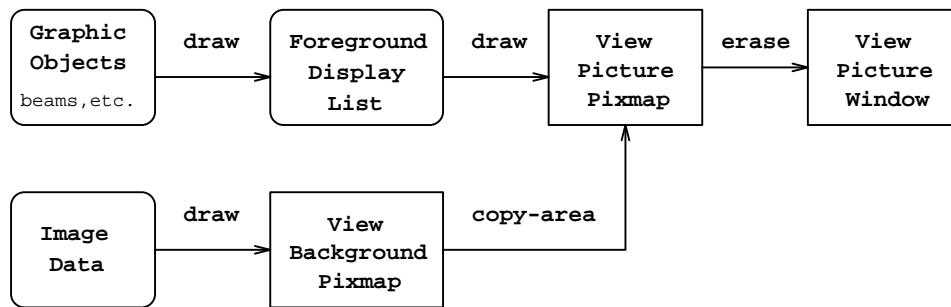 Graphic
Objects
beams,etc.
draw
Foreground
Display
List
draw
View
Picture
Pixmap
erase
View
Picture
Window
Image
Data
draw
View
Background
Pixmap
copy-area